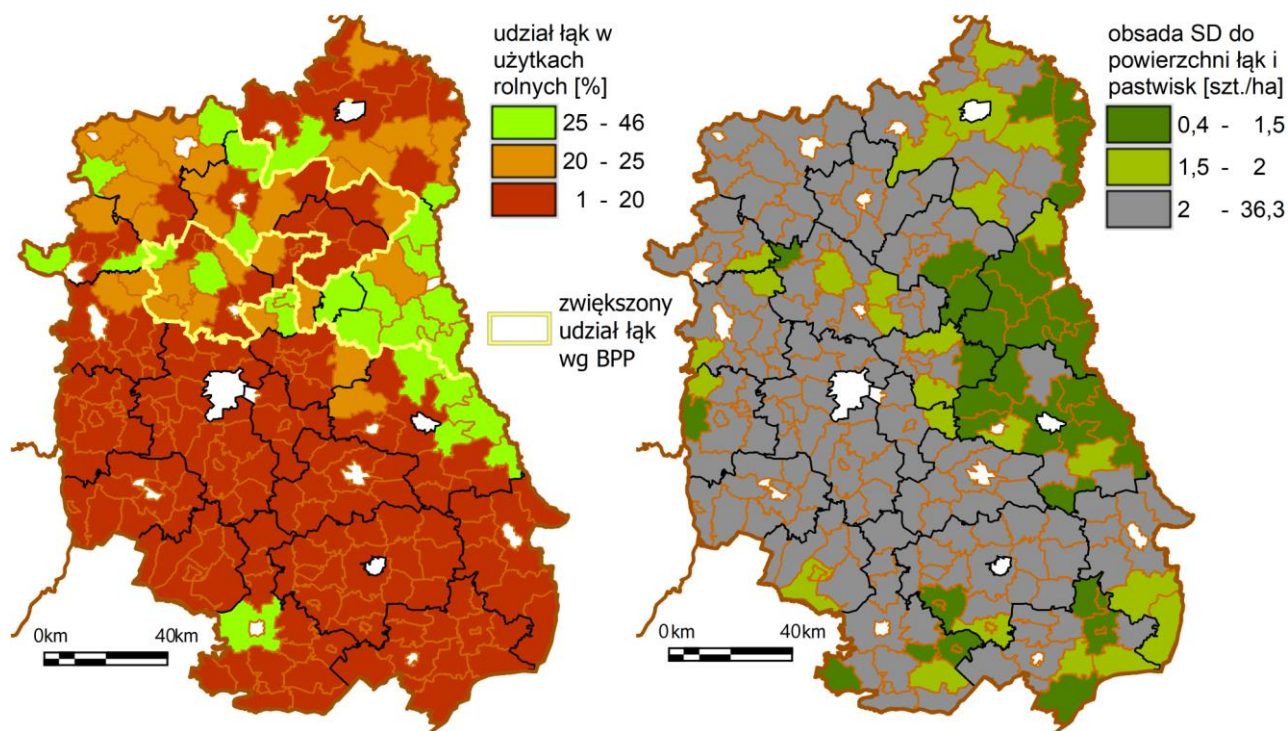 udział łąk w
użytkach
rolnych [%]
25 - 46
20 - 25
1 - 20
zwiększony
udział łąk
wg BPP
0km 40km
obsada SD do
powierzchni łąk i
pastwisk [szt./ha]
0,4 - 1,5
1,5 - 2
2 - 36,3
0km 40km